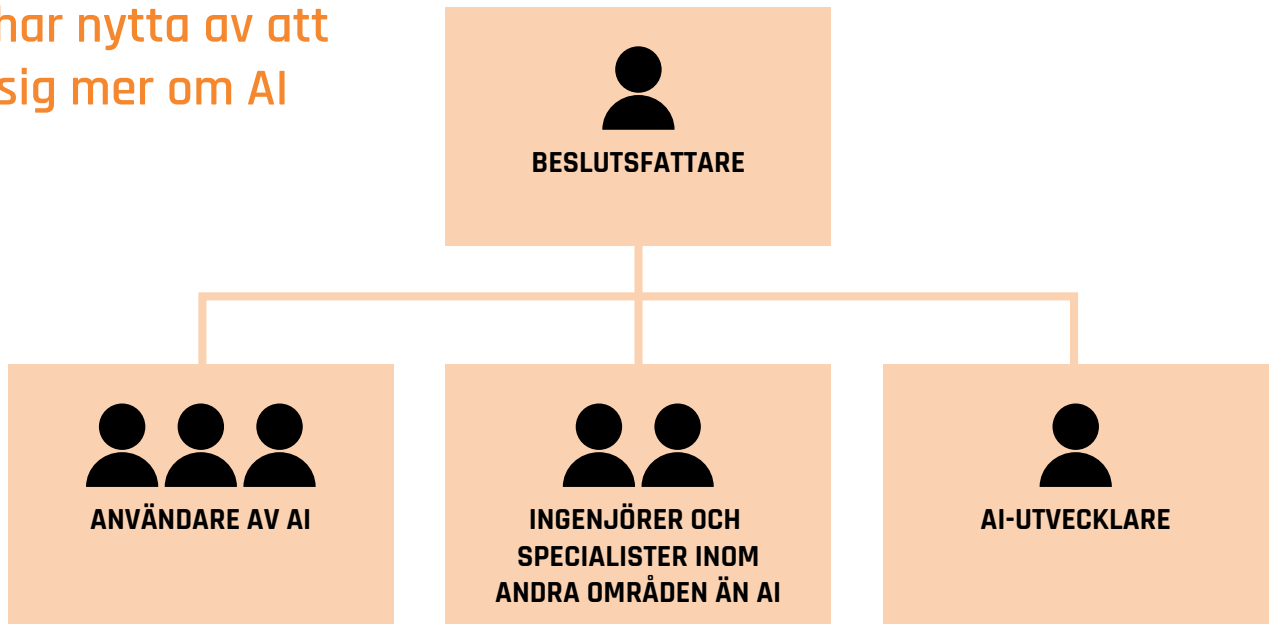 har nytta av att
sig mer om AI
BESLUTSFATTARE
ANVÄNDARE AV AI
INGENJÖRER OCH
SPECIALISTER INOM
ANDRA OMRÅDEN ÄN AI
AI-UTVECKLARE